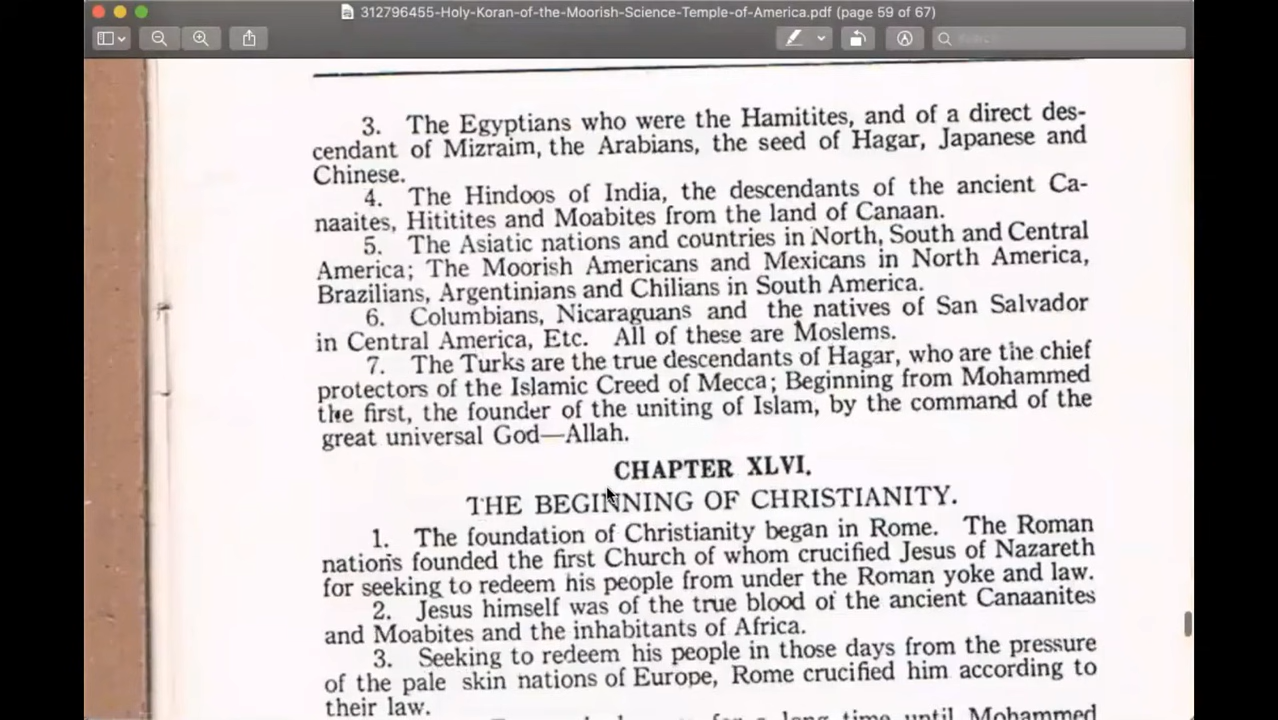 312796455-Holy-Koran-of-the-Moorish-Science-Temple-of-America.pdf (page 59 of 67)
3. The Egyptians who were the Hamitites, and of a direct des-
cendant of Mizraim, the Arabians, the seed of Hagar, Japanese and
Chinese.
4. The Hindoos of India, the descendants of the ancient Ca-
naaites, Hititites and Moabites from the land of Canaan.
5. The Asiatic nations and countries in North, South and Central
America; The Moorish Americans and Mexicans in North America,
Brazilians, Argentinians and Chilians in South America.
6. Columbians, Nicaraguans and the natives of San Salvador
in Central America, Etc. All of these are Moslems.
7. The Turks are the true descendants of Hagar, who are the chief
protectors of the Islamic Creed of Mecca; Beginning from Mohammed
the first, the founder of the uniting of Islam, by the command of the
great universal God—Allah.
CHAPTER XLVI.
THE BEGINNING OF CHRISTIANITY.
1. The foundation of Christianity began in Rome. The Roman
nations founded the first Church of whom crucified Jesus of Nazareth
for seeking to redeem his people from under the Roman yoke and law.
2. Jesus himself was of the true blood of the ancient Canaanites
and Moabites and the inhabitants of Africa.
3. Seeking to redeem his people in those days from the pressure
of the pale skin nations of Europe, Rome crucified him according to
their law.
for a long time until Mohammed